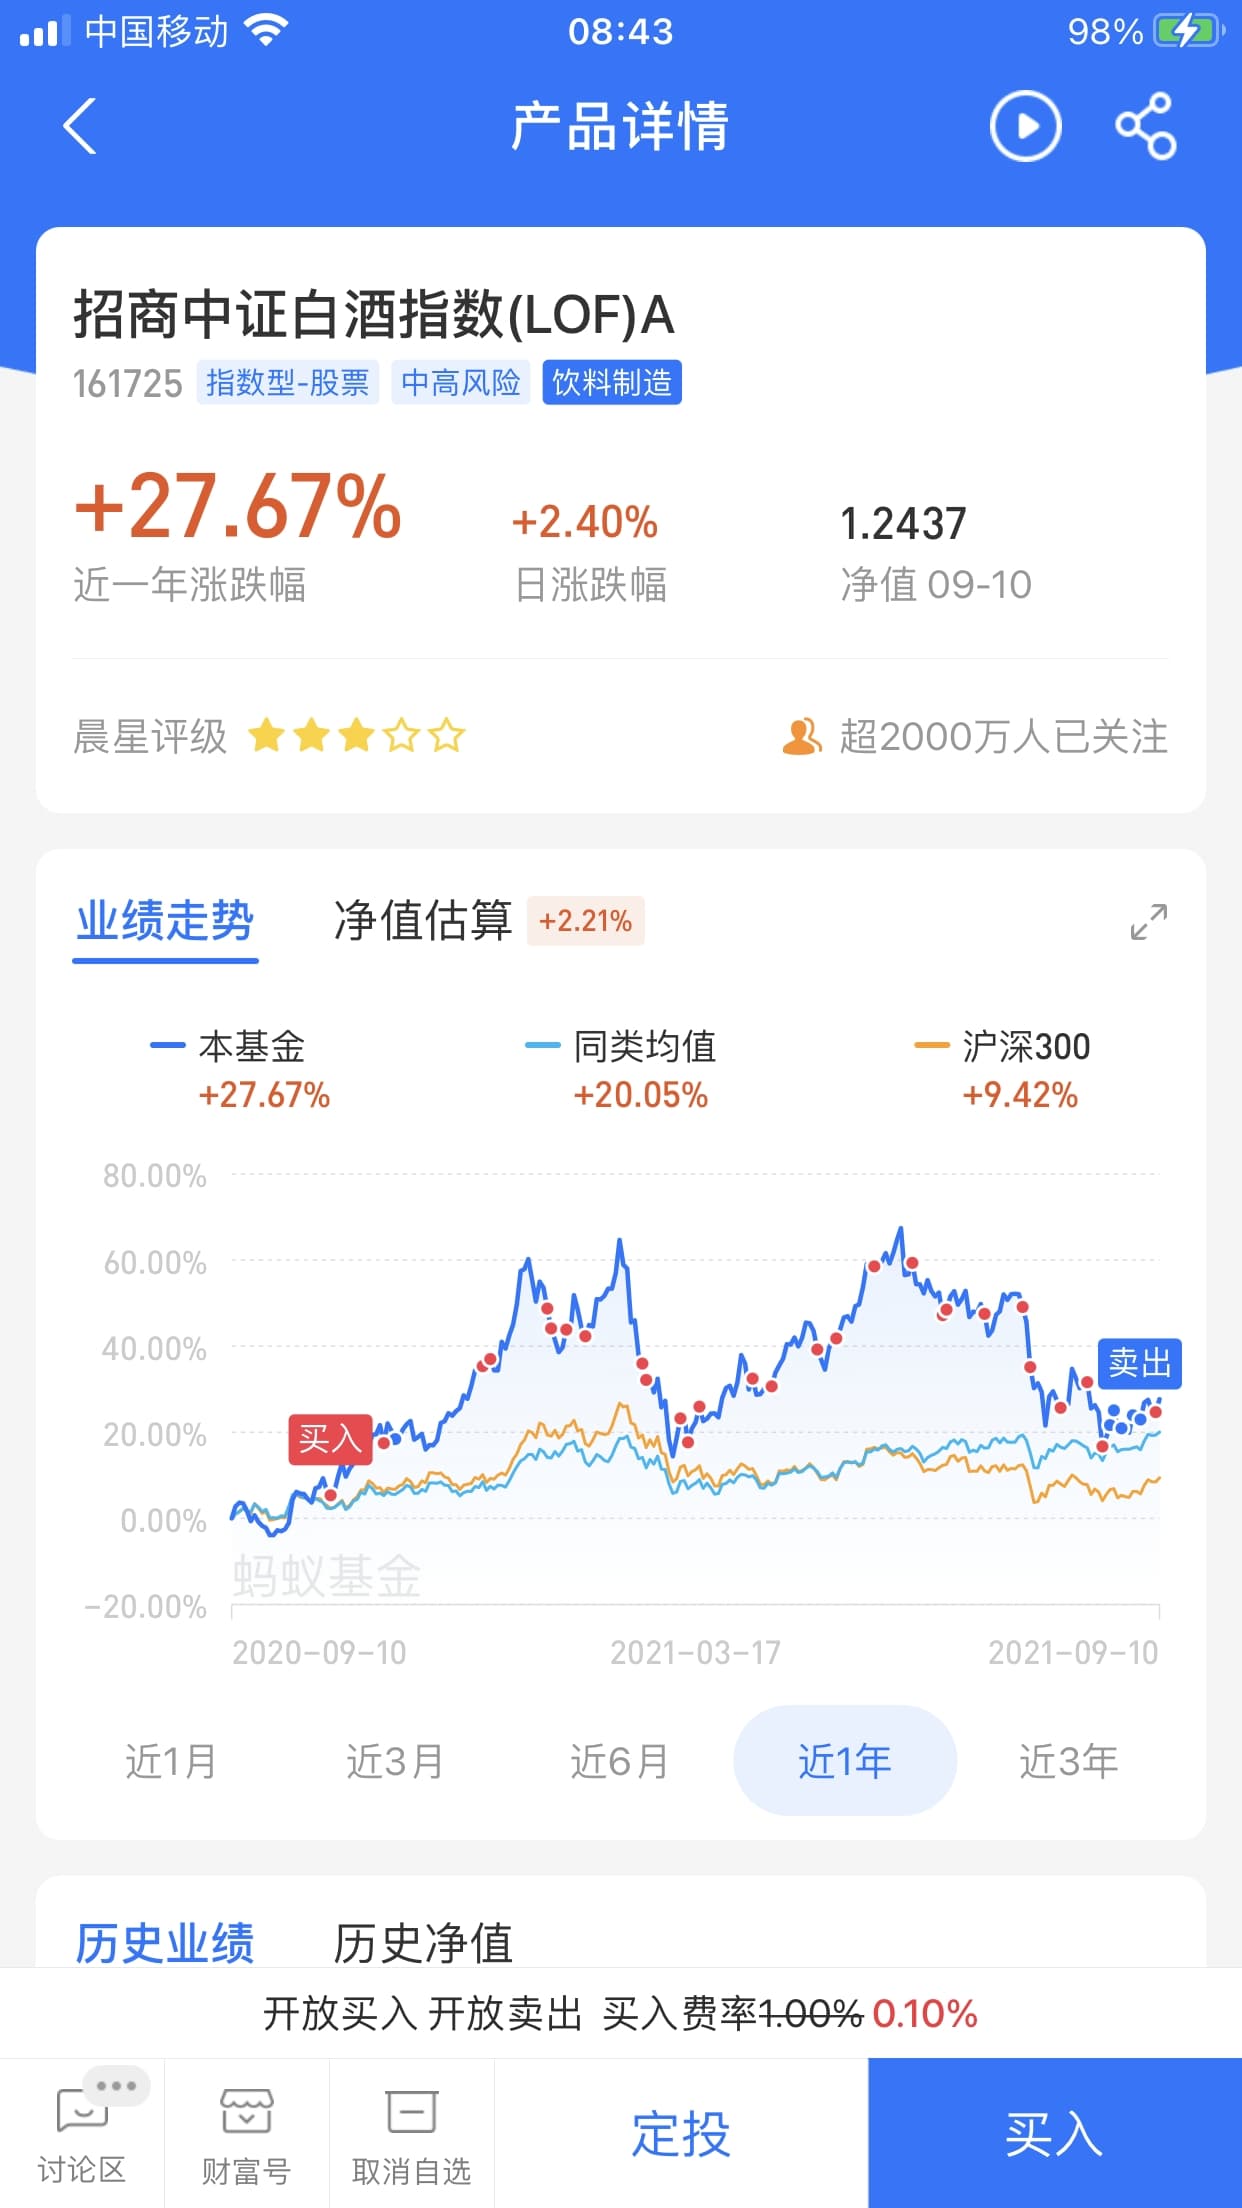 中国移动 08:43 98%
产品详情
招商中证白酒指数(LOF)A
161725 指数型-股票 中高风险 饮料制造
+27.67% +2.40% 1.2437
近一年涨跌幅 日涨跌幅 净值 09-10
晨星评级 超2000万人已关注
业绩走势 净值估算 +2.21%
本基金 同类均值 沪深300
+27.67% +20.05% +9.42%
80.00%
60.00%
40.00%
卖出
20.00%
买入
0.00%
蚂蚁基金
-20.00%
2020-09-10 2021-03-17 2021-09-10
近1月 近3月 近6月 近1年 近3年
历史业绩 历史净值
开放买入 开放卖出 买入费率1.00% 0.10%
讨论区 财富号 取消自选 定投 买入